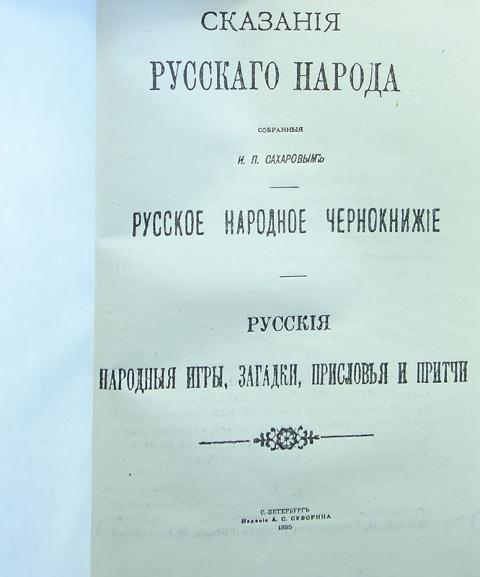 СКАЗАНІЯ
РУССКАГО НАРОДА
СОБРАННЫЯ
И. П. САХАРОВЫМЪ
РУССКОЕ НАРОДНОЕ ЧЕРНОКНИЖІЕ
РУССКІЯ
НАРОДНЫЯ ИГРЫ, ЗАГАДКИ, ПРИСЛОВЬЯ И ПРИТЧИ
С. ПЕТЕРБУРГЪ
Изданіе А. С. СУВОРИНА
1885